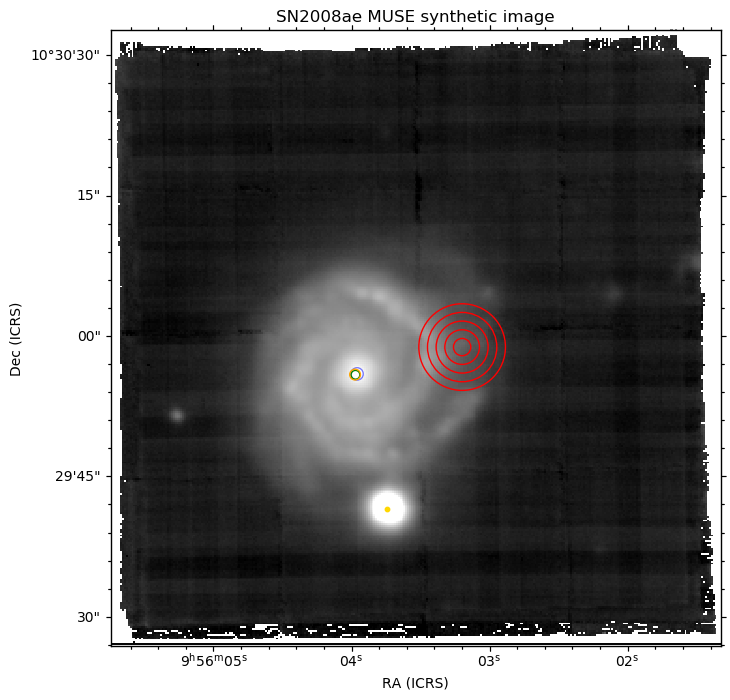 SN2008ae MUSE synthetic image
10°30'30"
15"
00"
29'45"
30"
Dec (ICRS)
9ʰ56ᵐ05ˢ
04ˢ
03ˢ
02ˢ
RA (ICRS)